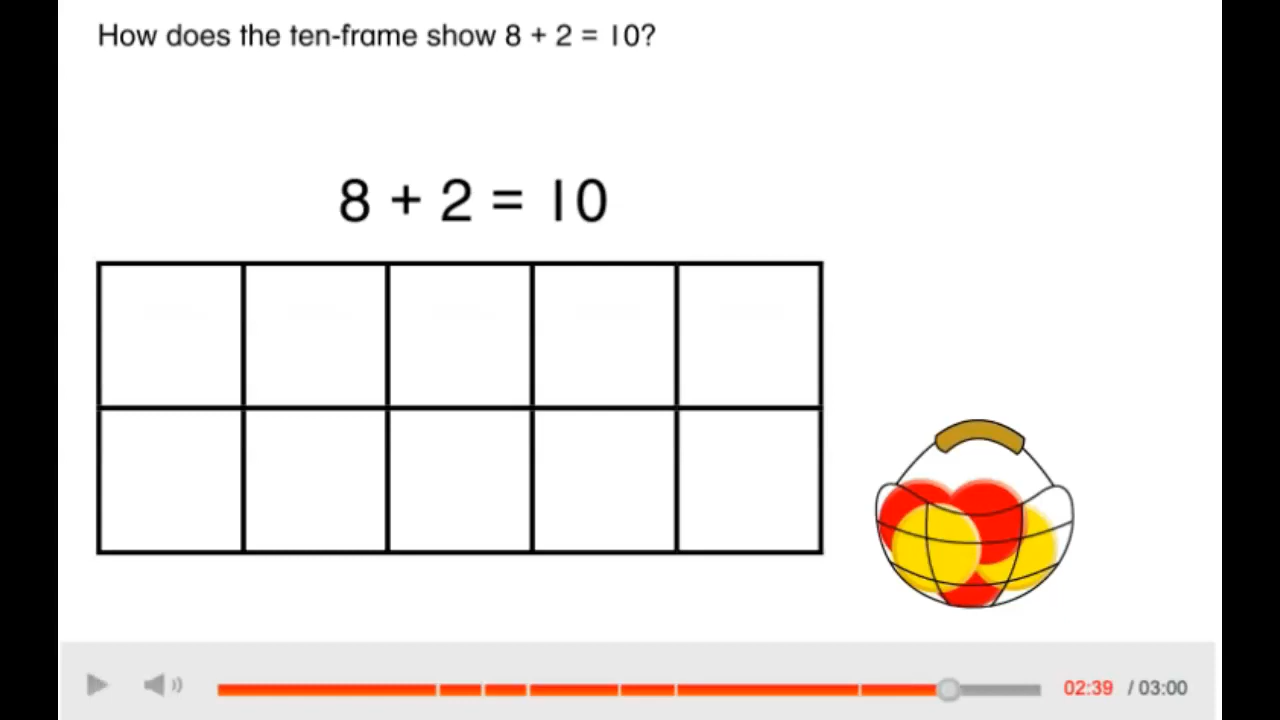 How does the ten-frame show 8 + 2 = 10?
8 + 2 = 10
02:39 / 03:00